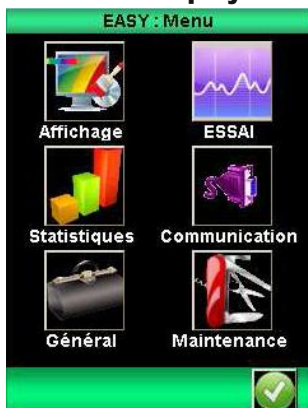 EASY : Menu
Affichage ESSAI
Statistiques Communication
Général Maintenance